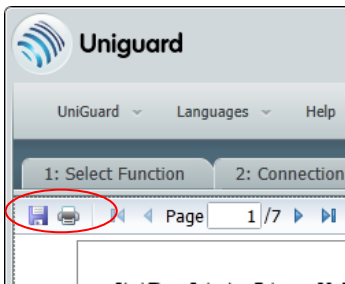 Uniguard
UniGuard Languages Help
1: Select Function 2: Connection
Page 1 /7